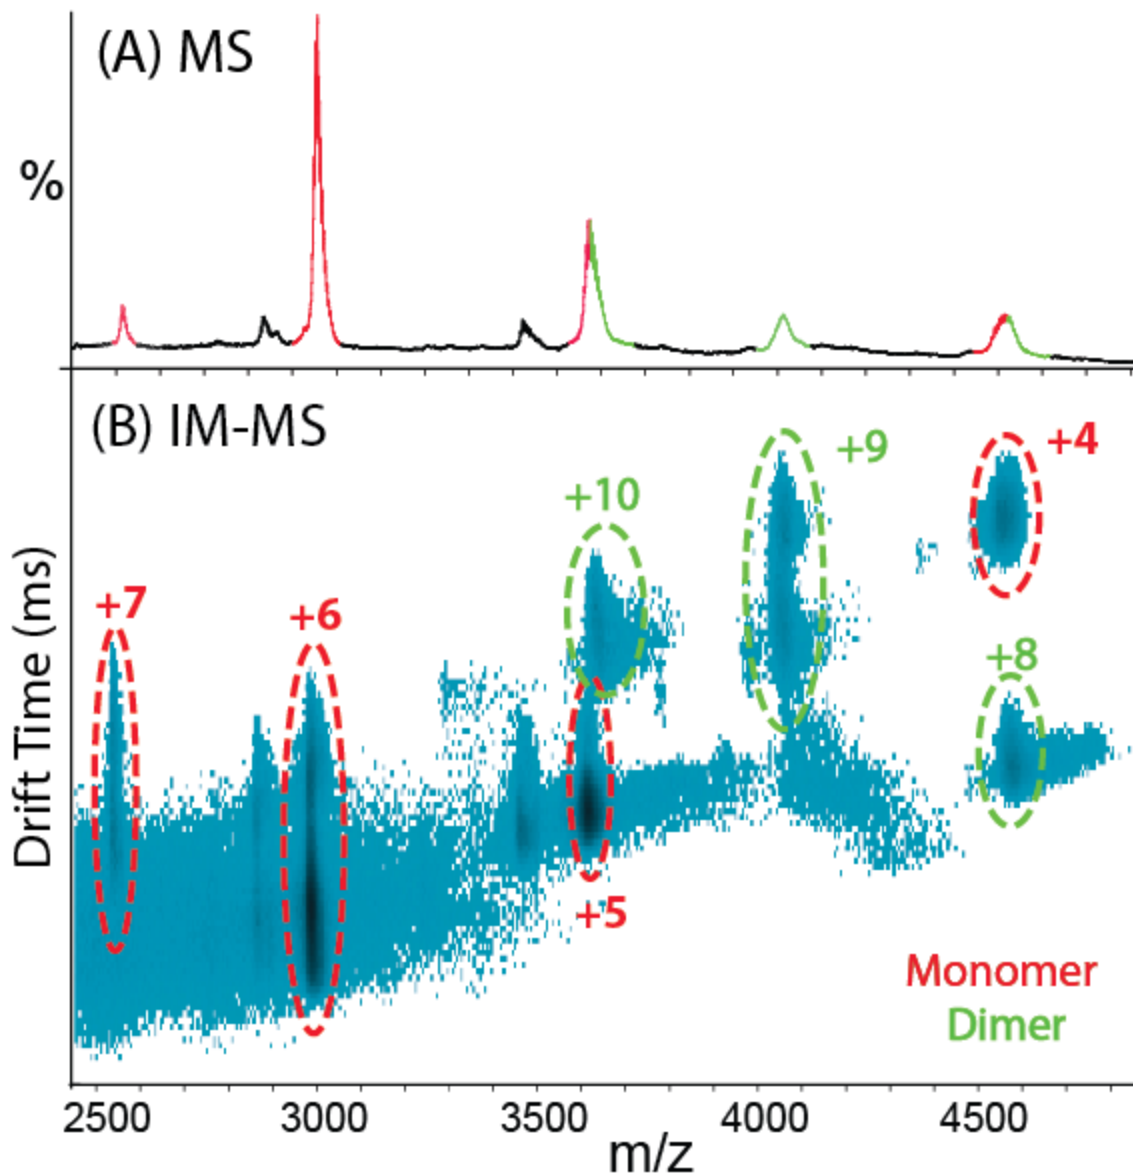 (A) MS
%
(B) IM-MS
+9
+4
+10
+7
+6
+8
+5
Drift Time (ms)
Monomer
Dimer
2500 3000 3500 4000 4500
m/z